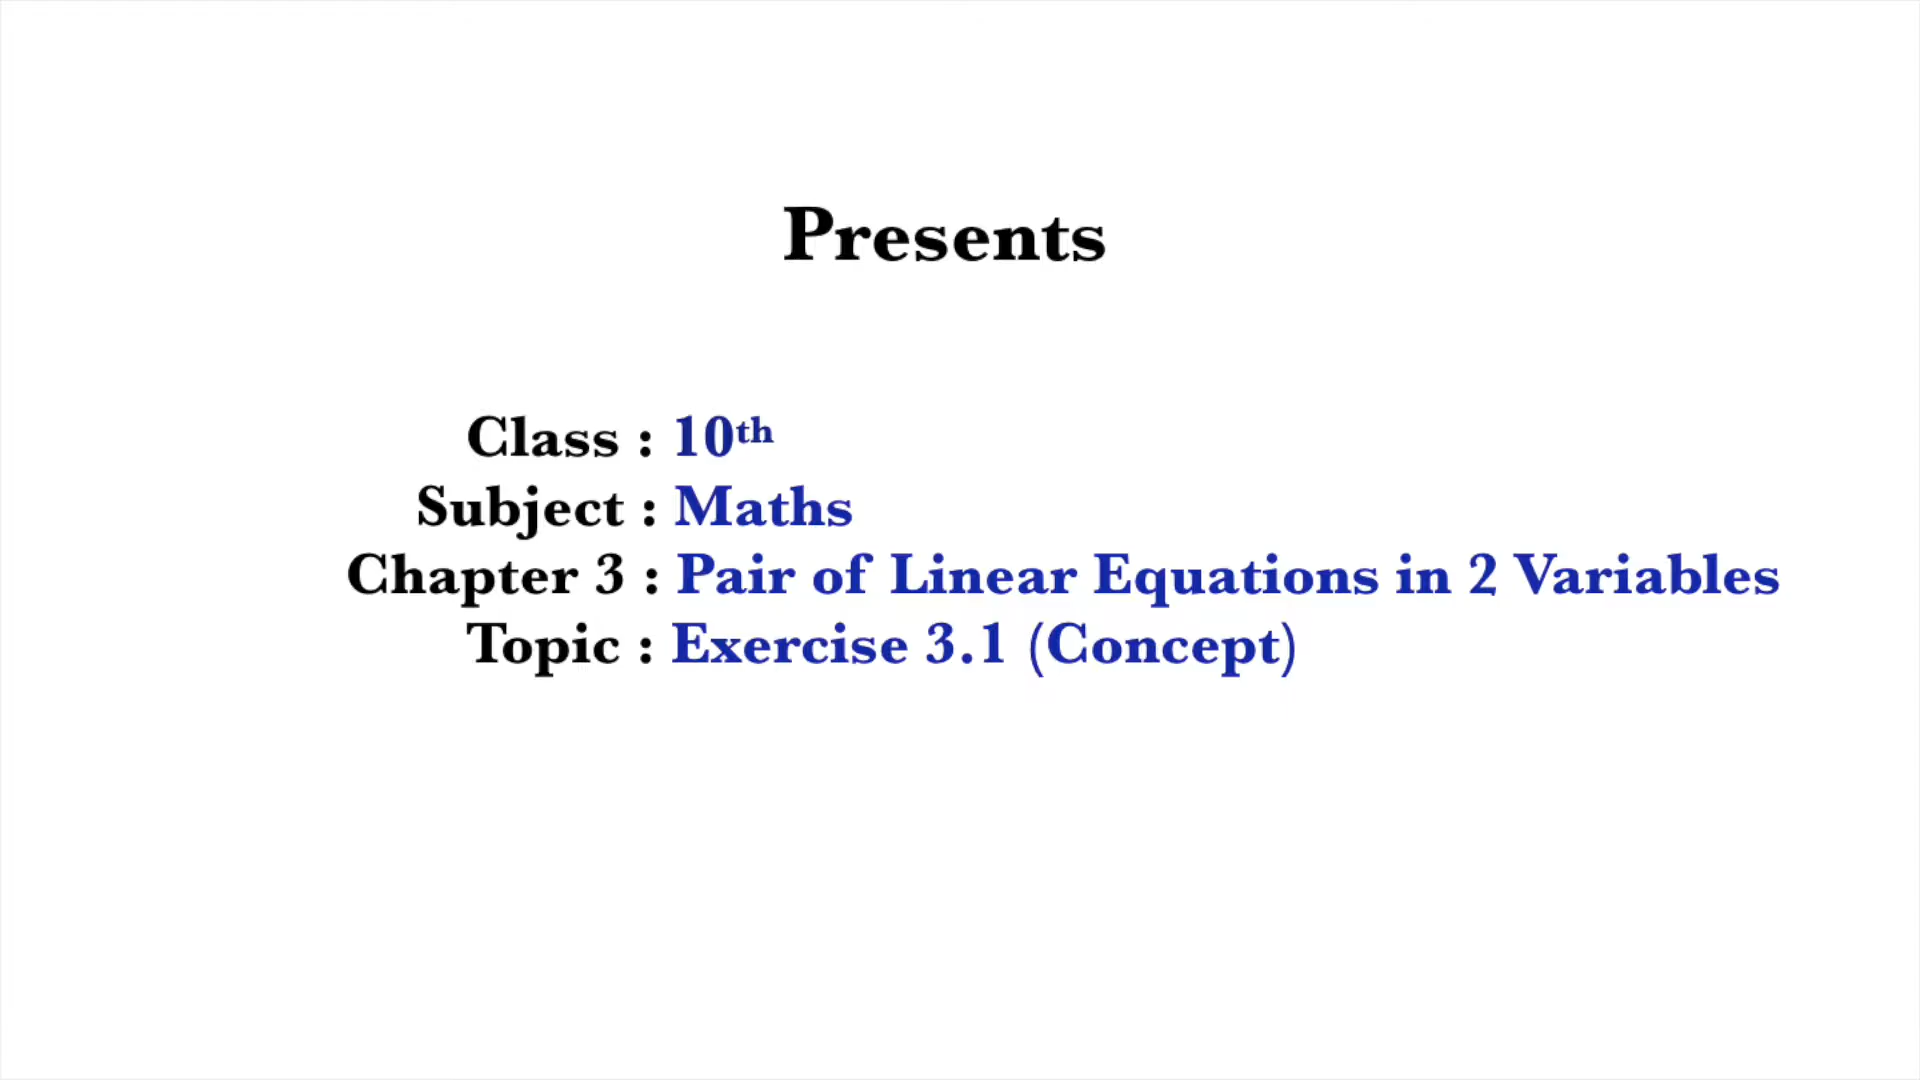 Presents
Class : 10th
Subject : Maths
Chapter 3 : Pair of Linear Equations in 2 Variables
Topic : Exercise 3.1 (Concept)